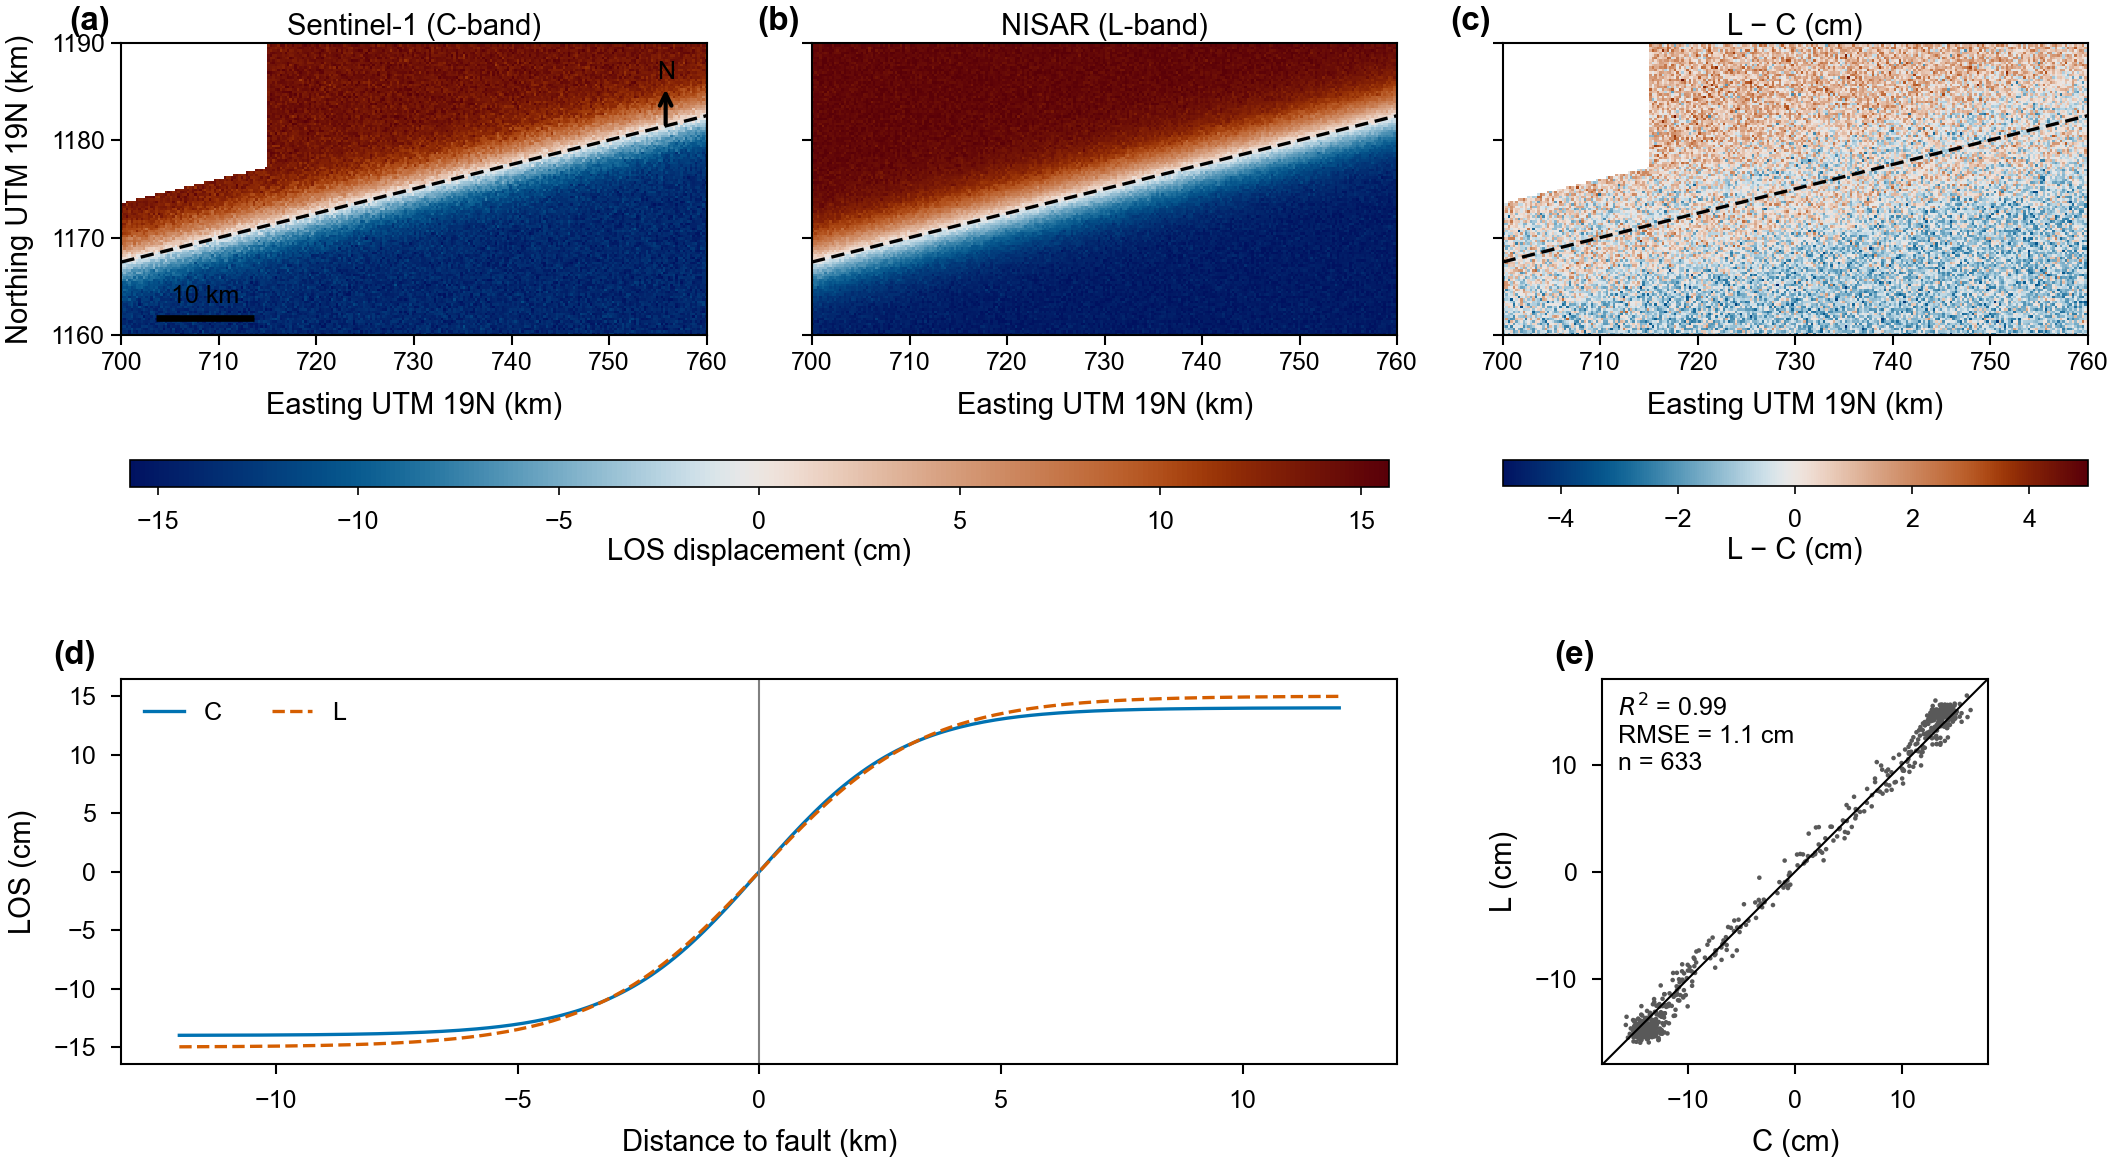 (a)
Sentinel-1 (C-band)
(b)
NISAR (L-band)
(c)
L − C (cm)
Northing UTM 19N (km)
1190
1180
1170
1160
N
10 km
700 710 720 730 740 750 760
700 710 720 730 740 750 760
700 710 720 730 740 750 760
Easting UTM 19N (km)
Easting UTM 19N (km)
Easting UTM 19N (km)
−15 −10 −5 0 5 10 15
LOS displacement (cm)
−4 −2 0 2 4
L − C (cm)
(d)
LOS (cm)
15
10
5
0
−5
−10
−15
C L
−10 −5 0 5 10
Distance to fault (km)
(e)
L (cm)
R² = 0.99
RMSE = 1.1 cm
n = 633
10
0
−10
−10 0 10
C (cm)